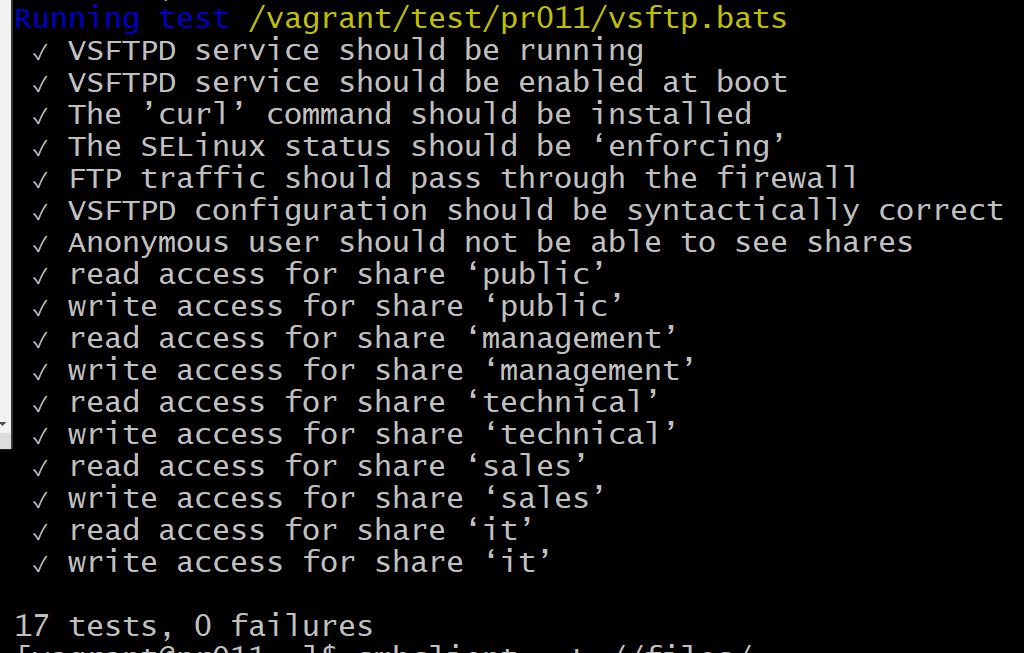 Running test /vagrant/test/pr011/vsftp.bats
✓ VSFTPD service should be running
✓ VSFTPD service should be enabled at boot
✓ The ’curl’ command should be installed
✓ The SELinux status should be ‘enforcing’
✓ FTP traffic should pass through the firewall
✓ VSFTPD configuration should be syntactically correct
✓ Anonymous user should not be able to see shares
✓ read access for share ‘public’
✓ write access for share ‘public’
✓ read access for share ‘management’
✓ write access for share ‘management’
✓ read access for share ‘technical’
✓ write access for share ‘technical’
✓ read access for share ‘sales’
✓ write access for share ‘sales’
✓ read access for share ‘it’
✓ write access for share ‘it’
17 tests, 0 failures
[vagrant@pr011 ~]$ smbclient //files/